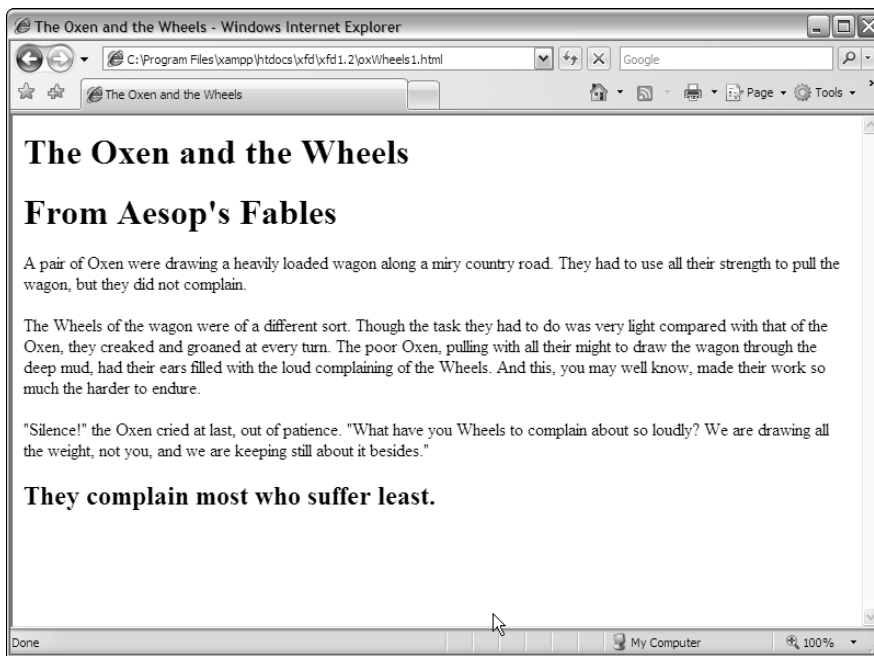 The Oxen and the Wheels - Windows Internet Explorer
C:\Program Files\xampp\htdocs\xfd\xfd1.2\oxWheels1.html
Google
The Oxen and the Wheels
Page
Tools
The Oxen and the Wheels
From Aesop's Fables
A pair of Oxen were drawing a heavily loaded wagon along a miry country road. They had to use all their strength to pull the
wagon, but they did not complain.
The Wheels of the wagon were of a different sort. Though the task they had to do was very light compared with that of the
Oxen, they creaked and groaned at every turn. The poor Oxen, pulling with all their might to draw the wagon through the
deep mud, had their ears filled with the loud complaining of the Wheels. And this, you may well know, made their work so
much the harder to endure.
"Silence!" the Oxen cried at last, out of patience. "What have you Wheels to complain about so loudly? We are drawing all
the weight, not you, and we are keeping still about it besides."
They complain most who suffer least.
Done
My Computer
100%